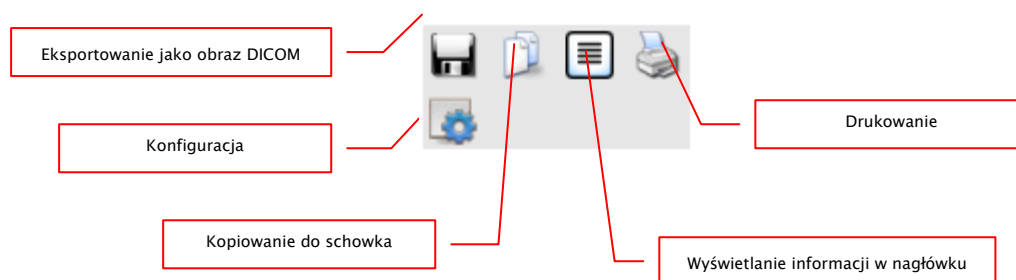 Eksportowanie jako obraz DICOM
Konfiguracja
Drukowanie
Kopiowanie do schowka
Wyświetlanie informacji w nagłówku